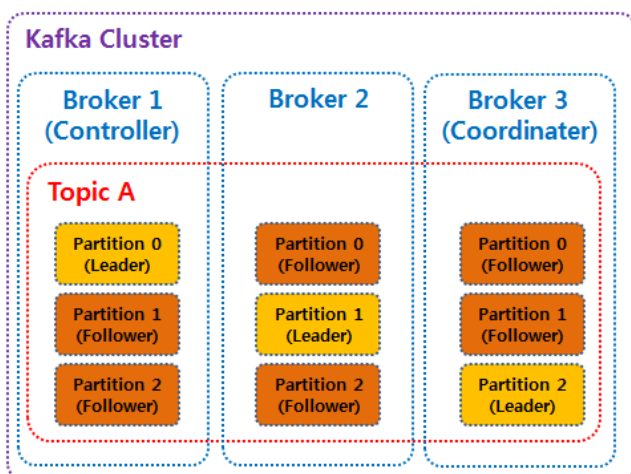 Kafka Cluster
Broker 1
(Controller)
Broker 2
Broker 3
(Coordinater)
Topic A
Partition 0
(Leader)
Partition 0
(Follower)
Partition 0
(Follower)
Partition 1
(Follower)
Partition 1
(Leader)
Partition 1
(Follower)
Partition 2
(Follower)
Partition 2
(Follower)
Partition 2
(Leader)